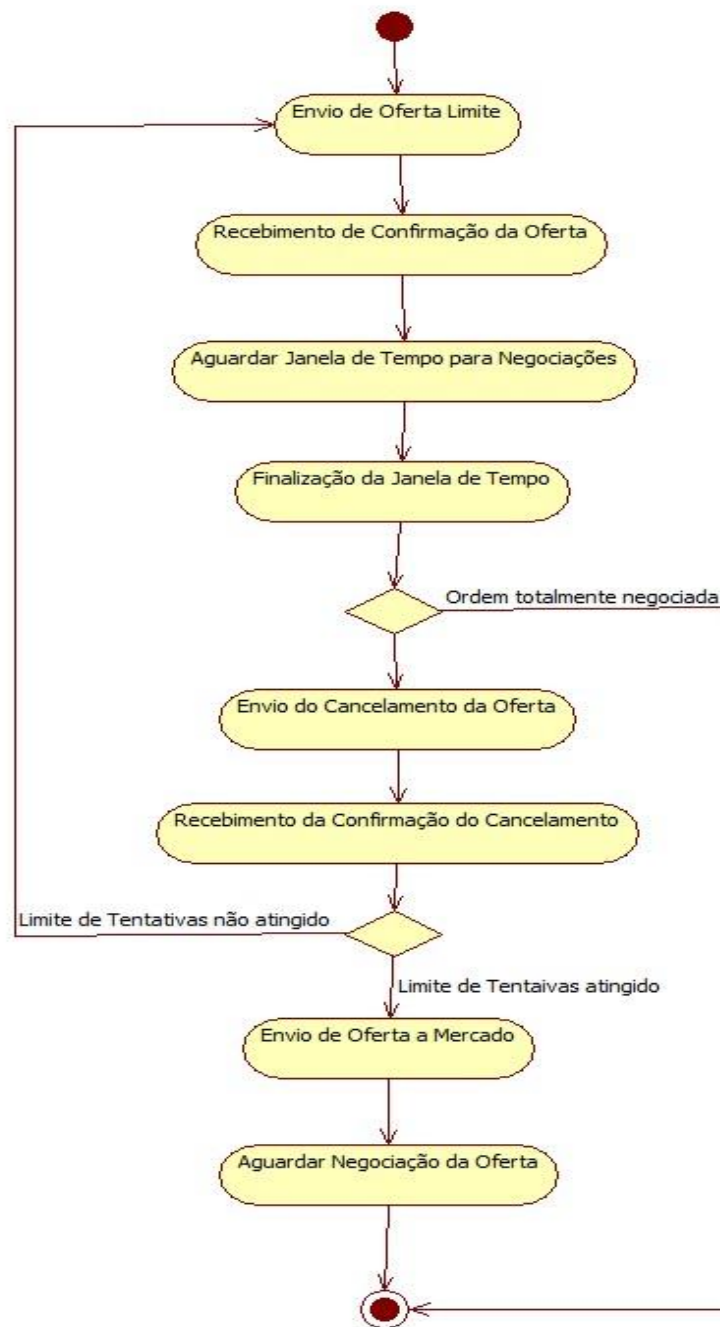 Envio de Oferta Limite
Recebimento de Confirmação da Oferta
Aguardar Janela de Tempo para Negociações
Finalização da Janela de Tempo
Ordem totalmente negociada
Envio do Cancelamento da Oferta
Recebimento da Confirmação do Cancelamento
Limite de Tentativas não atingido
Limite de Tentaivas atingido
Envio de Oferta a Mercado
Aguardar Negociação da Oferta